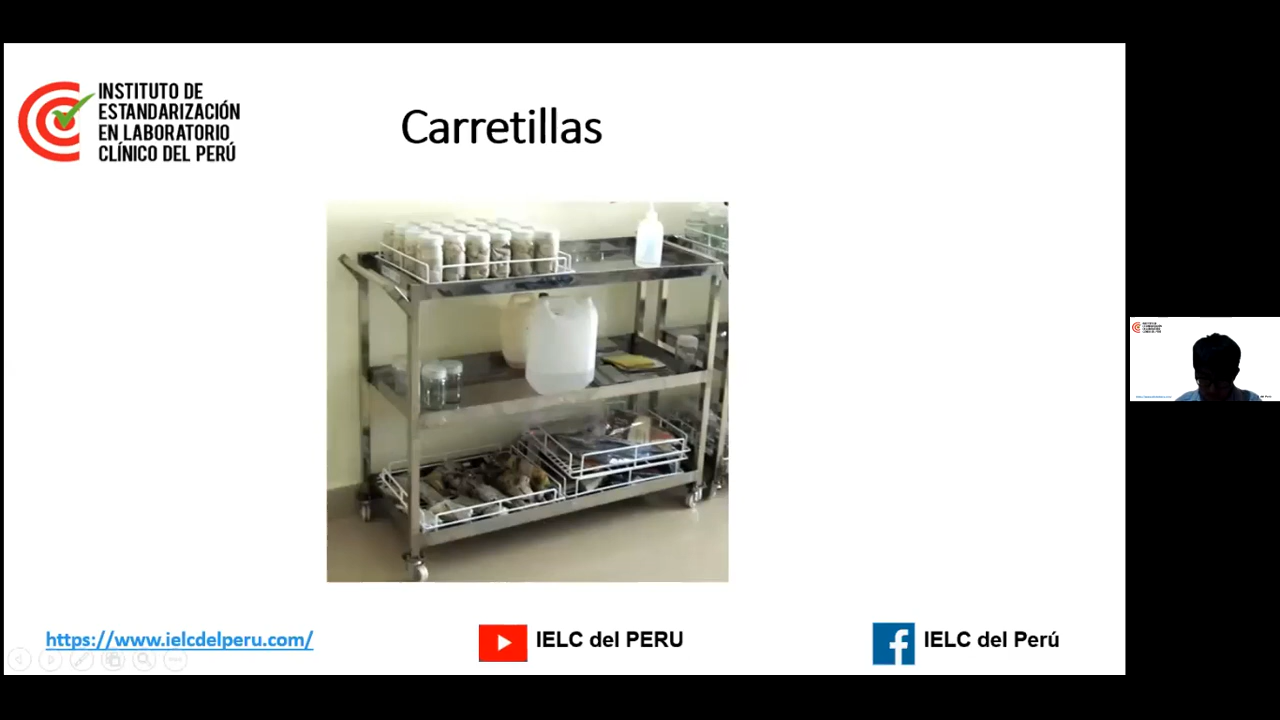 INSTITUTO DE
ESTANDARIZACIÓN
EN LABORATORIO
CLÍNICO DEL PERÚ
Carretillas
https://www.ielcdelperu.com/
IELC del PERU
IELC del Perú